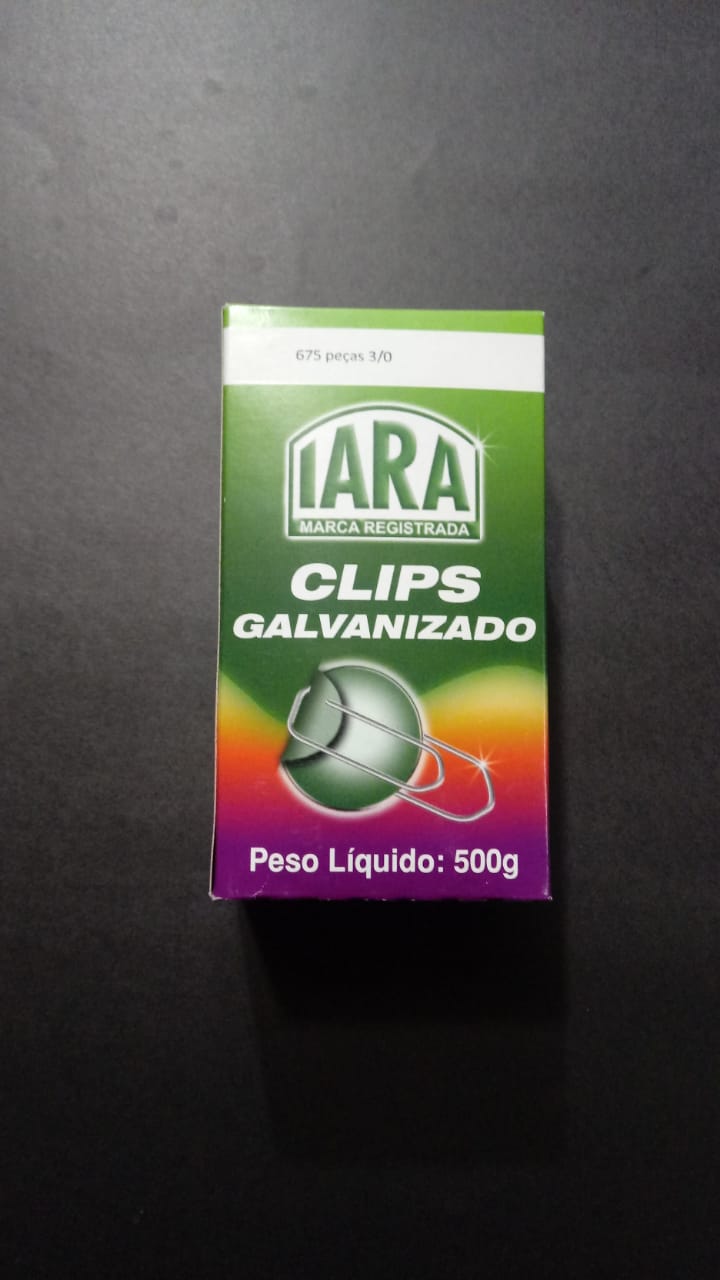 675 peças 3/0
IARA
MARCA REGISTRADA
CLIPS
GALVANIZADO
Peso Líquido: 500g